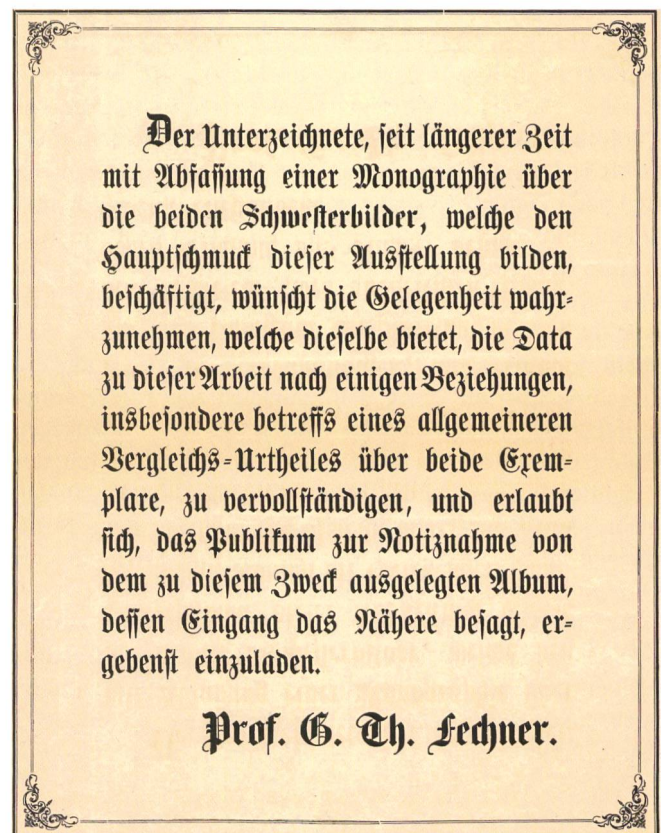 Der Unterzeichnete, seit längerer Zeit
mit Abfassung einer Monographie über
die beiden Schwesterbilder, welche den
Hauptschmuck dieser Ausstellung bilden,
beschäftigt, wünscht die Gelegenheit wahr-
zunehmen, welche dieselbe bietet, die Data
zu dieser Arbeit nach einigen Beziehungen,
insbesondere betreffs eines allgemeineren
Vergleichs-Urtheiles über beide Exem-
plare, zu vervollständigen, und erlaubt
sich, das Publikum zur Notiznahme von
dem zu diesem Zweck ausgelegten Album,
dessen Eingang das Nähere besagt, er-
gebenst einzuladen.
Prof. G. Th. Fechner.